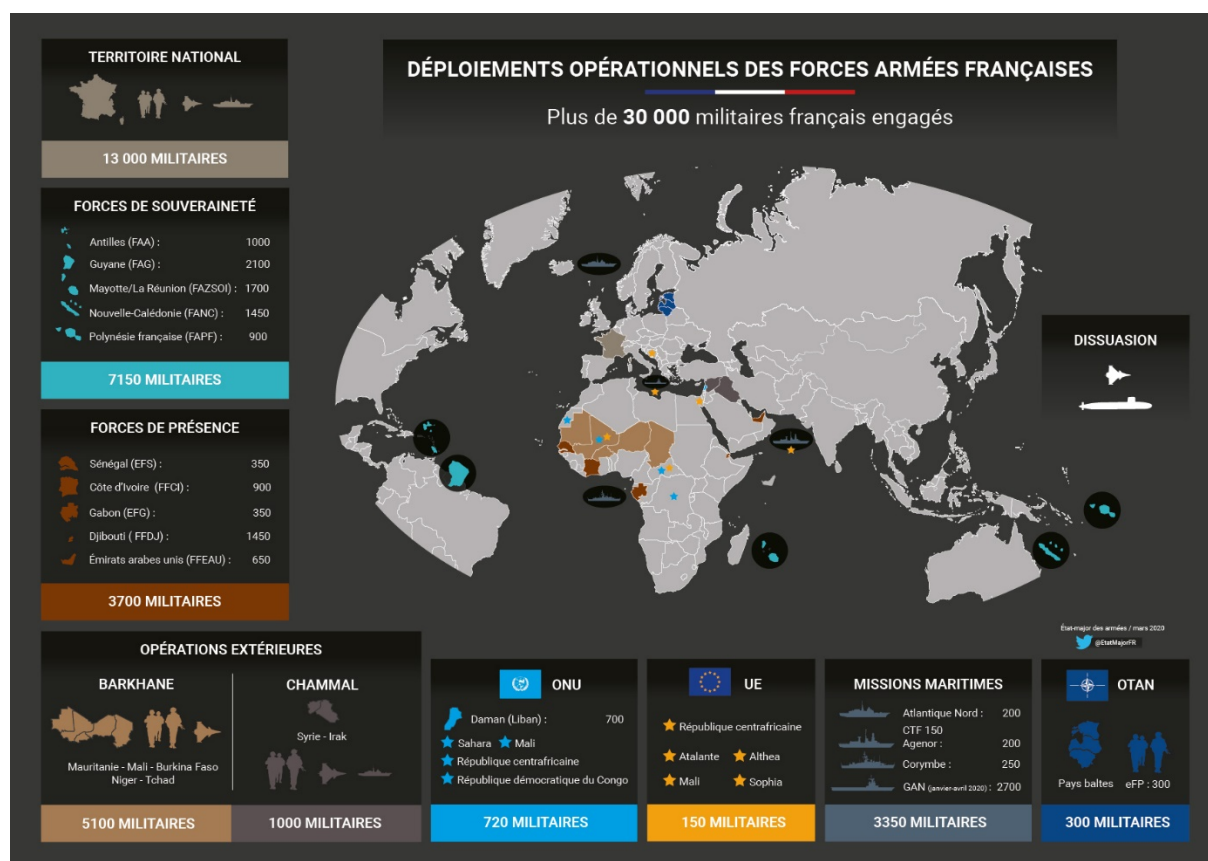 DÉPLOIEMENTS OPÉRATIONNELS DES FORCES ARMÉES FRANÇAISES
Plus de 30 000 militaires français engagés
TERRITOIRE NATIONAL
13 000 MILITAIRES
FORCES DE SOUVERAINETÉ
Antilles (FAA) : 1000
Guyane (FAG) : 2100
Mayotte/La Réunion (FAZSOI) : 1700
Nouvelle-Calédonie (FANC) : 1450
Polynésie française (FAPF) : 900
7150 MILITAIRES
FORCES DE PRÉSENCE
Sénégal (EFS) : 350
Côte d'Ivoire (FFCI) : 900
Gabon (EFG) : 350
Djibouti ( FFDJ) : 1450
Émirats arabes unis (FFEAU) : 650
3700 MILITAIRES
DISSUASION
État-major des armées / mars 2020
@EtatMajorFR
OPÉRATIONS EXTÉRIEURES
BARKHANE
Mauritanie - Mali - Burkina Faso
Niger - Tchad
5100 MILITAIRES
CHAMMAL
Syrie - Irak
1000 MILITAIRES
ONU
Daman (Liban) : 700
Sahara Mali
République centrafricaine
République démocratique du Congo
720 MILITAIRES
UE
République centrafricaine
Atalante Althea
Mali Sophia
150 MILITAIRES
MISSIONS MARITIMES
Atlantique Nord : 200
CTF 150
Agenor : 200
Corymbe : 250
GAN (janvier-avril 2020) : 2700
3350 MILITAIRES
OTAN
Pays baltes eFP : 300
300 MILITAIRES